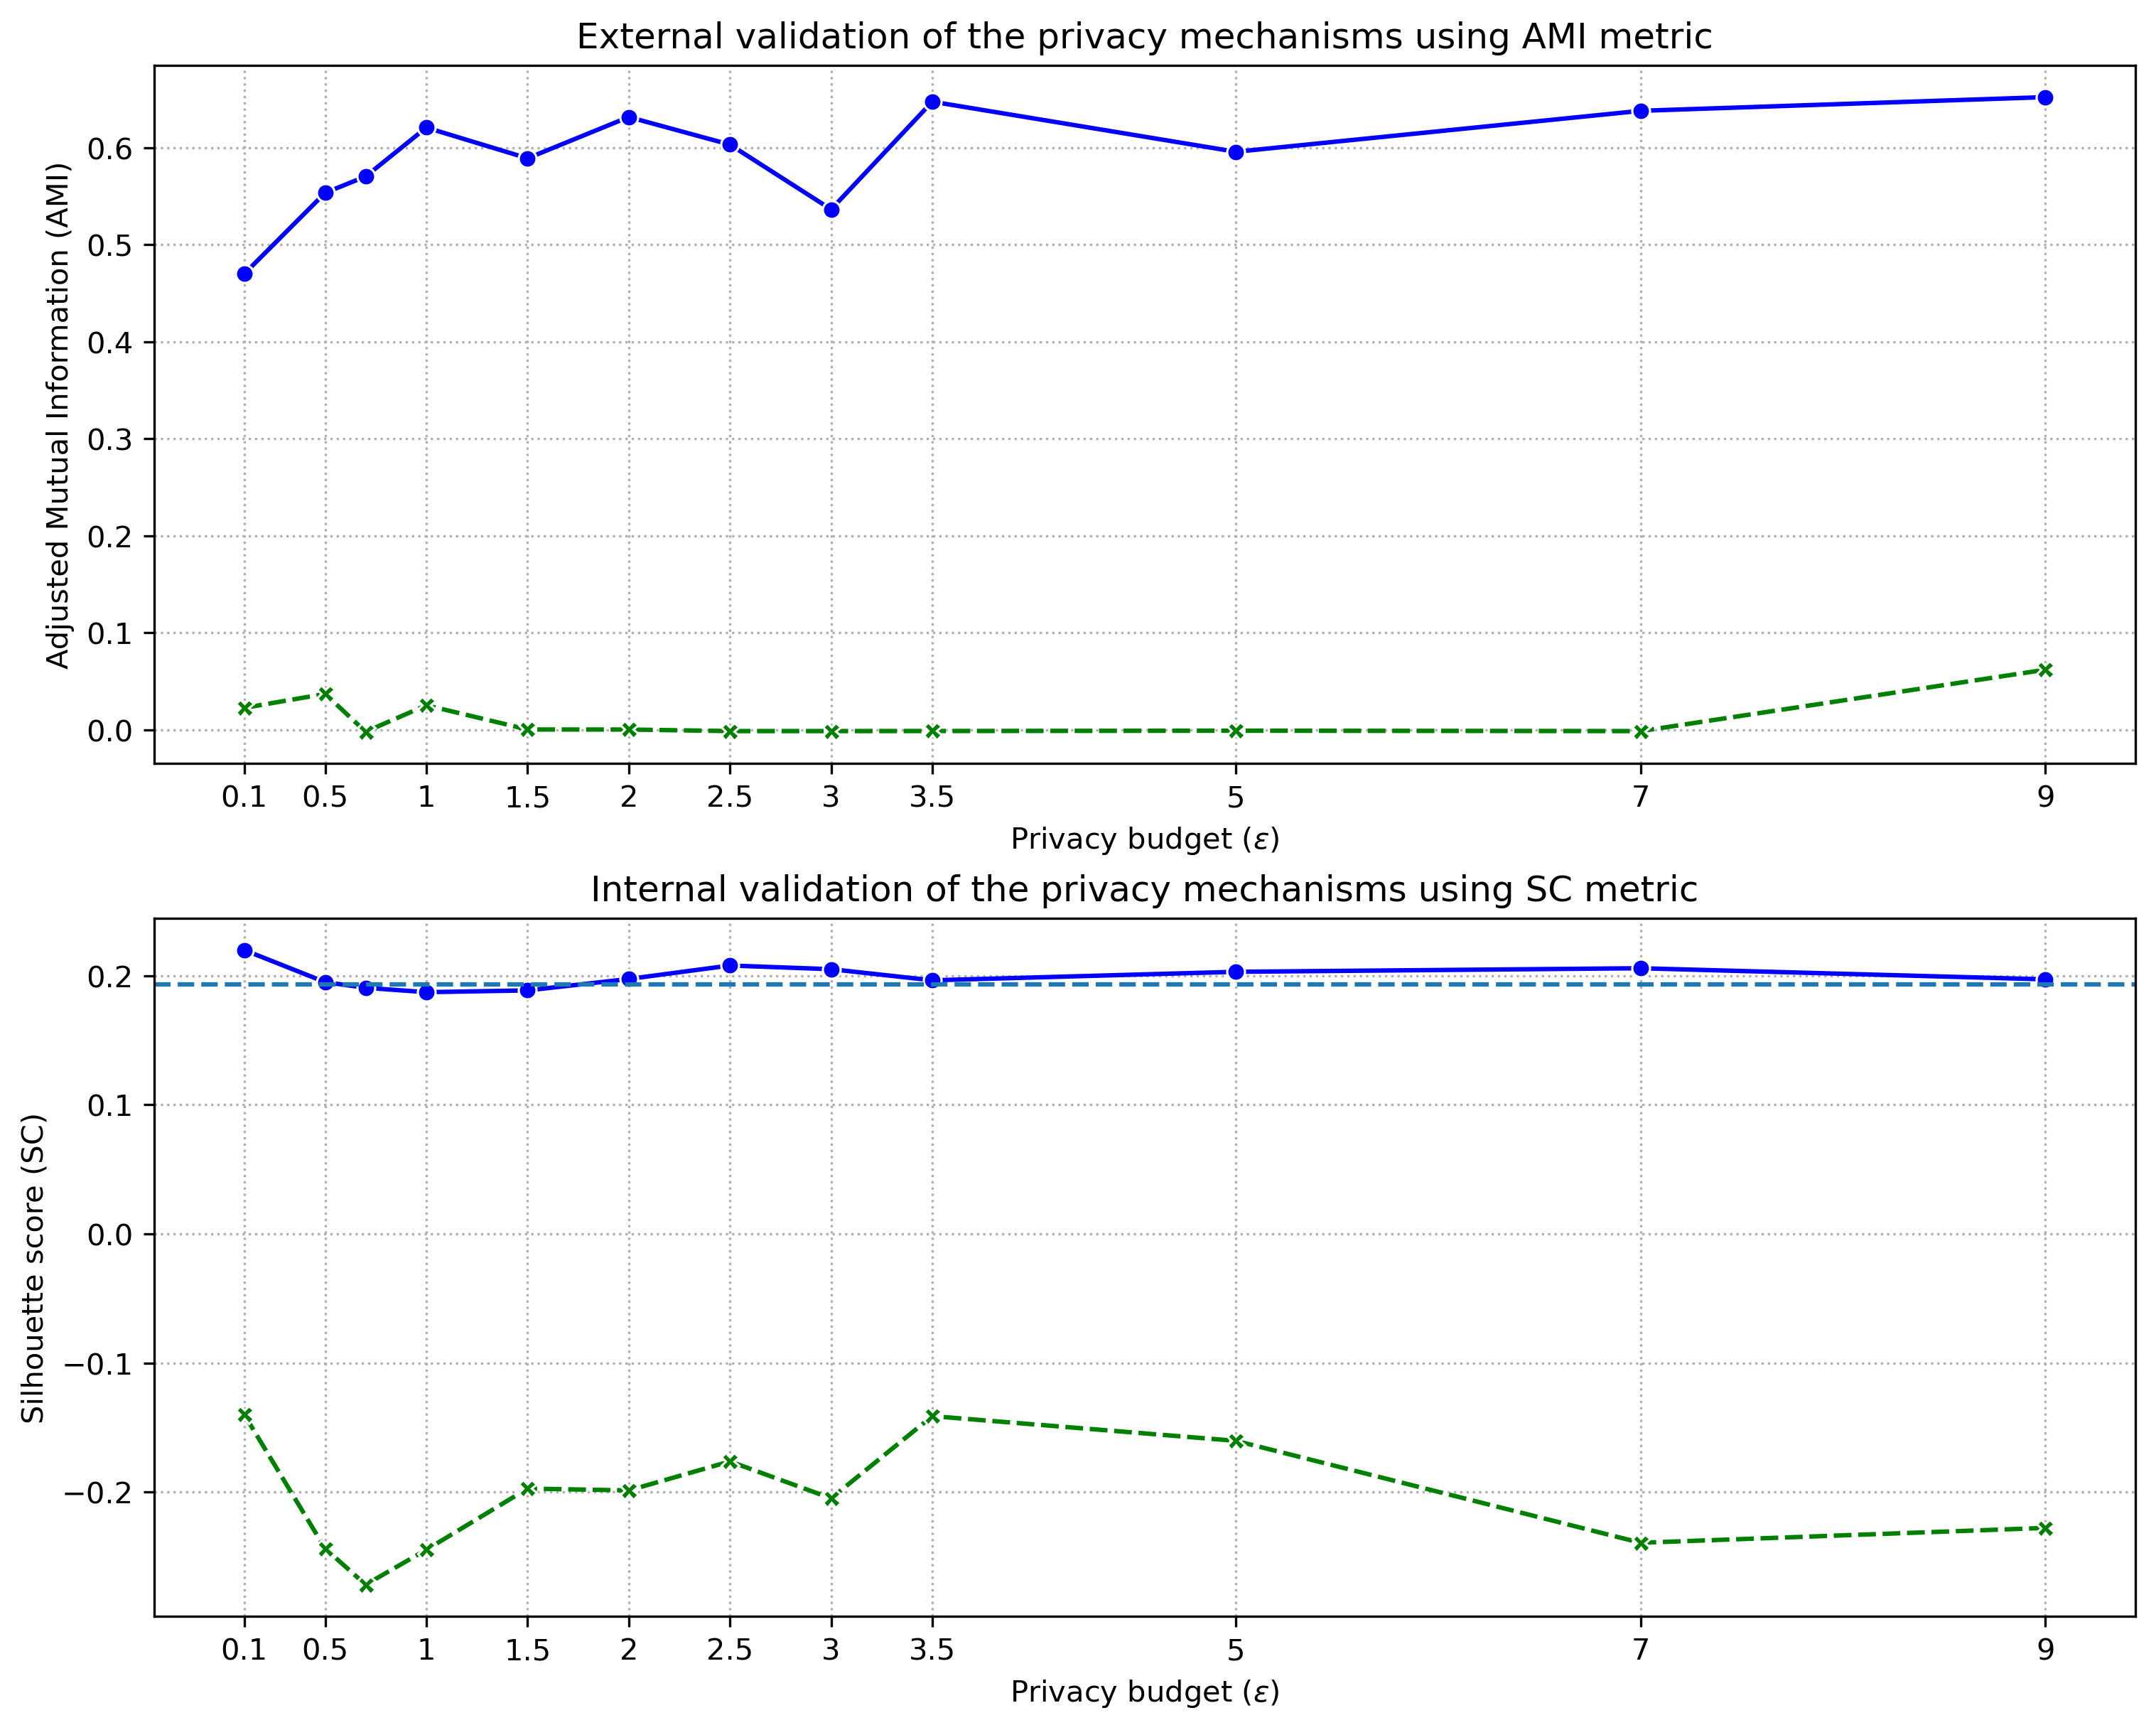 External validation of the privacy mechanisms using AMI metric
Adjusted Mutual Information (AMI)
0.6
0.5
0.4
0.3
0.2
0.1
0.0
0.1 0.5 1 1.5 2 2.5 3 3.5 5 7 9
Privacy budget (ε)
Internal validation of the privacy mechanisms using SC metric
Silhouette score (SC)
0.2
0.1
0.0
−0.1
−0.2
0.1 0.5 1 1.5 2 2.5 3 3.5 5 7 9
Privacy budget (ε)